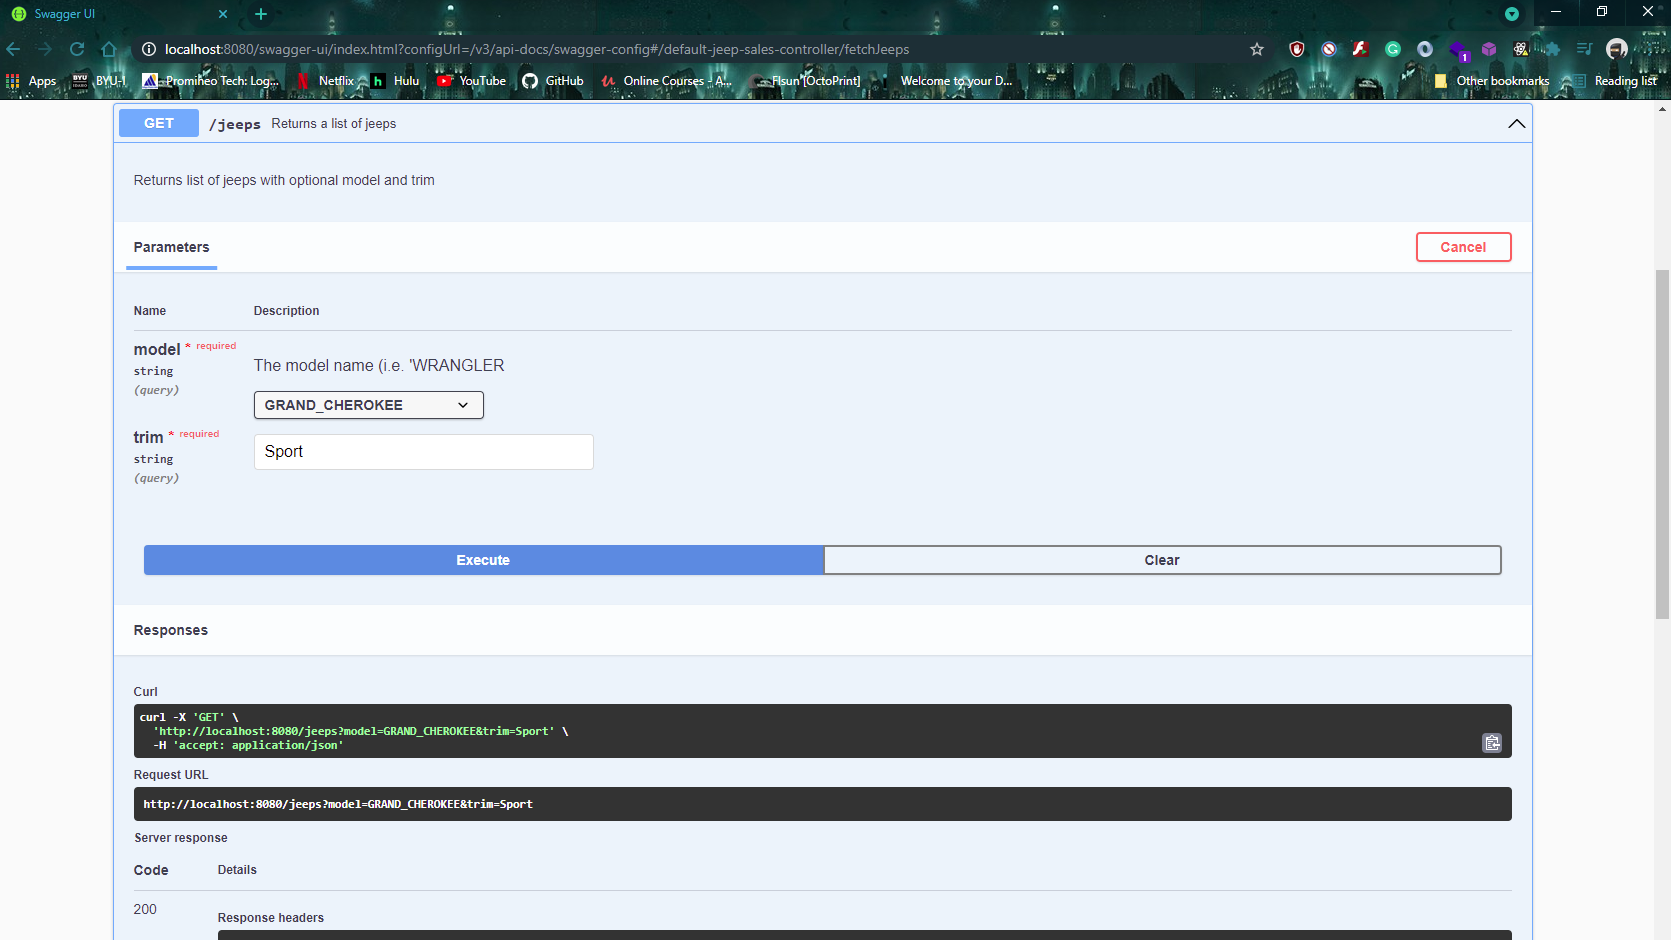 Swagger UI
localhost:8080/swagger-ui/index.html?configUrl=/v3/api-docs/swagger-config#/default-jeep-sales-controller/fetchJeeps
1
Apps BYU BYU-I Promineo Tech: Log... Netflix h Hulu YouTube GitHub Online Courses - A... Flsun [OctoPrint] Welcome to your D... Other bookmarks Reading list
GET /jeeps Returns a list of jeeps
Returns list of jeeps with optional model and trim
Parameters Cancel
Name Description
model * required
string
(query)
The model name (i.e. 'WRANGLER
GRAND_CHEROKEE
trim * required
string
(query)
Sport
Execute Clear
Responses
Curl
curl -X 'GET' \
'http://localhost:8080/jeeps?model=GRAND_CHEROKEE&trim=Sport' \
-H 'accept: application/json'
Request URL
http://localhost:8080/jeeps?model=GRAND_CHEROKEE&trim=Sport
Server response
Code Details
200
Response headers